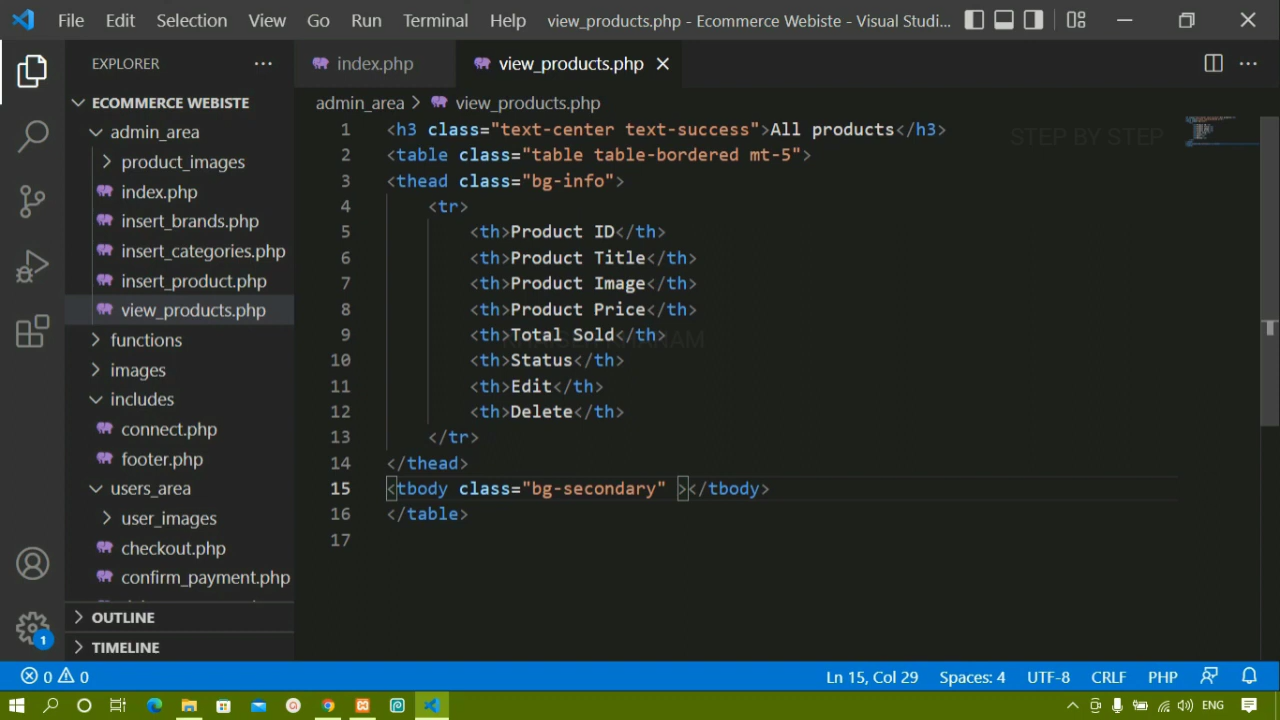 File Edit Selection View Go Run Terminal Help view_products.php - Ecommerce Webiste - Visual Studi...
EXPLORER
index.php
view_products.php
ECOMMERCE WEBISTE
admin_area
product_images
index.php
insert_brands.php
insert_categories.php
insert_product.php
view_products.php
functions
images
includes
connect.php
footer.php
users_area
user_images
checkout.php
confirm_payment.php
OUTLINE
TIMELINE
admin_area > view_products.php
STEP BY STEP
1 <h3 class="text-center text-success">All products</h3>
2 <table class="table table-bordered mt-5">
3 <thead class="bg-info">
4 <tr>
5 <th>Product ID</th>
6 <th>Product Title</th>
7 <th>Product Image</th>
8 <th>Product Price</th>
9 <th>Total Sold</th>
10 <th>Status</th>
11 <th>Edit</th>
12 <th>Delete</th>
13 </tr>
14 </thead>
15 <tbody class="bg-secondary" ></tbody>
16 </table>
17
1
0 0 Ln 15, Col 29 Spaces: 4 UTF-8 CRLF PHP
ENG